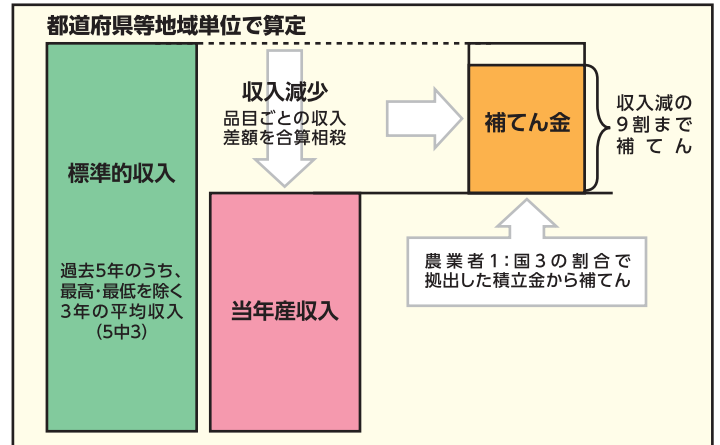 都道府県等地域単位で算定
標準的収入
過去5年のうち、
最高・最低を除く
3年の平均収入
(5中3)
収入減少
品目ごとの収入
差額を合算相殺
当年産収入
補てん金
収入減の
9割まで
補てん
農業者1:国3の割合で
拠出した積立金から補てん